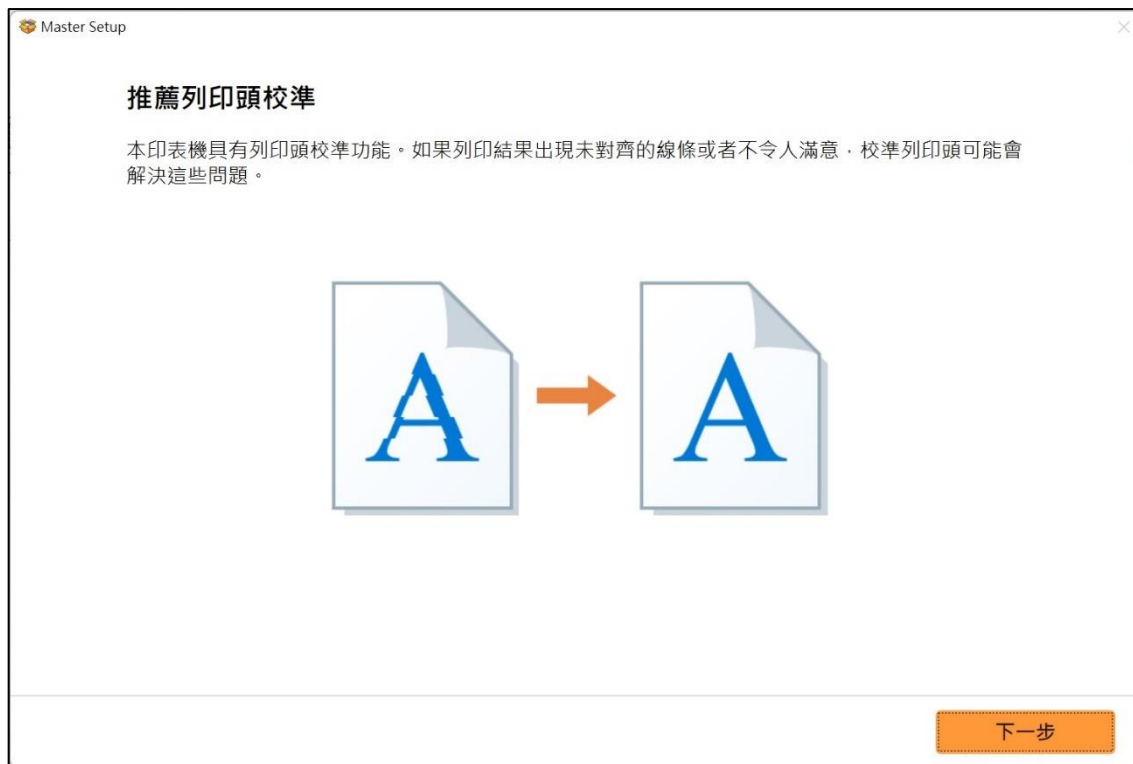 Master Setup
推薦列印頭校準
本印表機具有列印頭校準功能。如果列印結果出現未對齊的線條或者不令人滿意，校準列印頭可能會
解決這些問題。
A
A
下一步